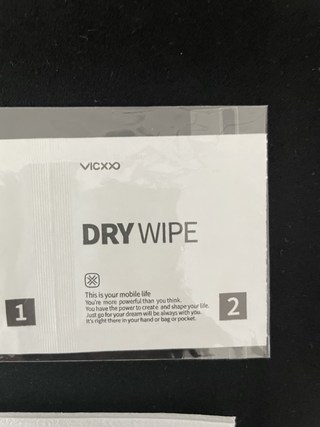 VICXXO
DRY WIPE
This is your mobile life
You're more powerful than you think.
You have the power to create and shape your life.
Just go for your dream will be always with you.
It's right there in your hand or bag or pocket.
1
2